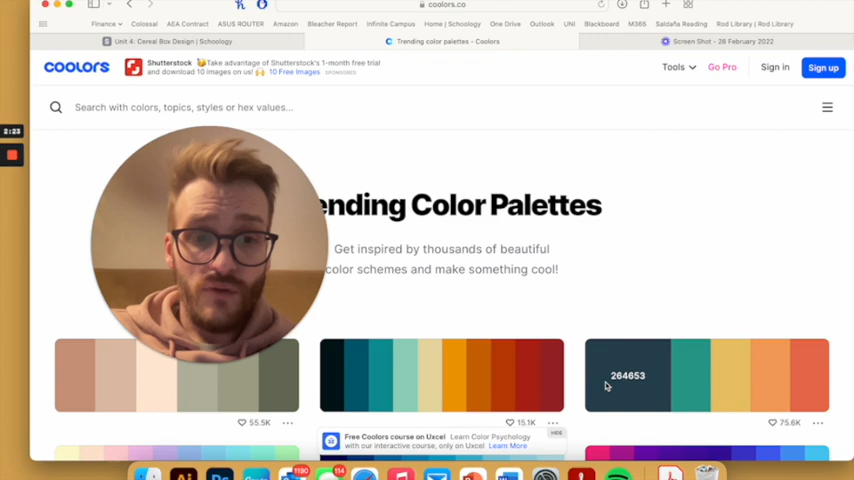 coolors.co
Finance Colossal AEA Contract ASUS ROUTER Amazon Bleacher Report Infinite Campus Home | Schoology One Drive Outlook UNI Blackboard M365 Saldaña Reading Rod Library | Rod Library
Unit 4: Cereal Box Design | Schoology Trending color palettes - Coolors Screen Shot - 28 February 2022
coolors Shutterstock Take advantage of Shutterstock's 1-month free trial
and download 10 images on us! 10 Free Images SPONSORED
Tools Go Pro Sign in Sign up
Search with colors, topics, styles or hex values...
2:23
ending Color Palettes
Get inspired by thousands of beautiful
color schemes and make something cool!
264653
55.5K 15.1K 75.6K
Free Coolors course on Uxcel Learn Color Psychology
with our interactive course, only on Uxcel Learn More
HIDE
1190 114
Ai Ps